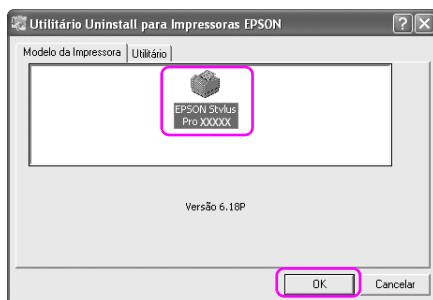 Utilitário Uninstall para Impressoras EPSON
Modelo da Impressora Utilitário
EPSON Stylus
Pro XXXXX
Versão 6.18P
OK Cancelar